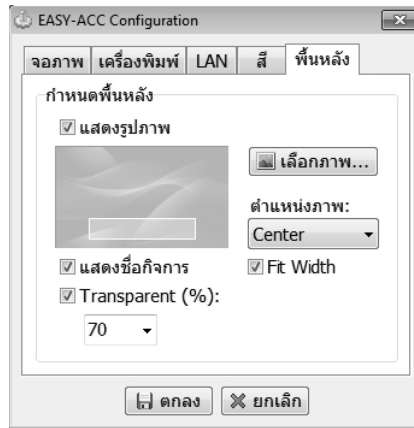 EASY-ACC Configuration
จอภาพ เครื่องพิมพ์ LAN สี พื้นหลัง
กำหนดพื้นหลัง
แสดงรูปภาพ
เลือกภาพ...
ตำแหน่งภาพ:
Center
แสดงชื่อกิจการ Fit Width
Transparent (%):
70
ตกลง ยกเลิก